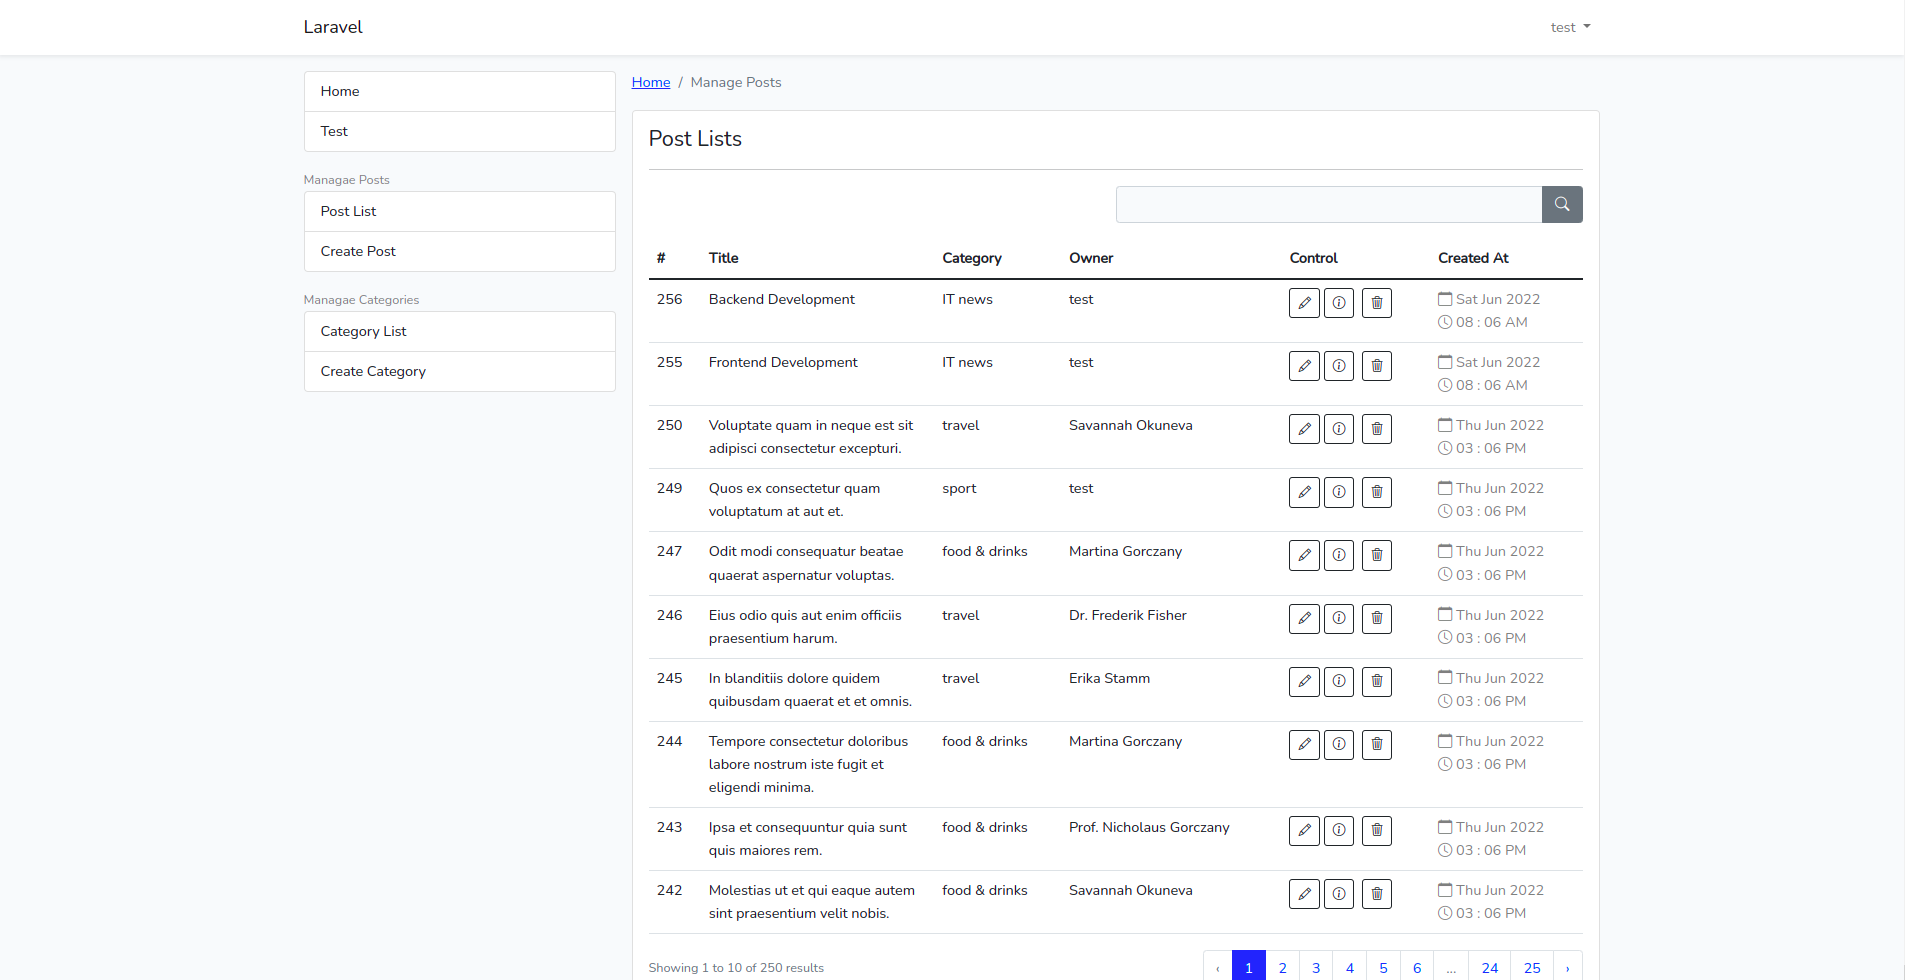 Laravel
test
Home
Test
Managae Posts
Post List
Create Post
Managae Categories
Category List
Create Category
Home / Manage Posts
Post Lists
# Title Category Owner Control Created At
256 Backend Development IT news test Sat Jun 2022
08 : 06 AM
255 Frontend Development IT news test Sat Jun 2022
08 : 06 AM
250 Voluptate quam in neque est sit travel Savannah Okuneva Thu Jun 2022
adipisci consectetur excepturi. 03 : 06 PM
249 Quos ex consectetur quam sport test Thu Jun 2022
voluptatum at aut et. 03 : 06 PM
247 Odit modi consequatur beatae food & drinks Martina Gorczany Thu Jun 2022
quaerat aspernatur voluptas. 03 : 06 PM
246 Eius odio quis aut enim officiis travel Dr. Frederik Fisher Thu Jun 2022
praesentium harum. 03 : 06 PM
245 In blanditiis dolore quidem travel Erika Stamm Thu Jun 2022
quibusdam quaerat et et omnis. 03 : 06 PM
244 Tempore consectetur doloribus food & drinks Martina Gorczany Thu Jun 2022
labore nostrum iste fugit et 03 : 06 PM
eligendi minima.
243 Ipsa et consequuntur quia sunt food & drinks Prof. Nicholaus Gorczany Thu Jun 2022
quis maiores rem. 03 : 06 PM
242 Molestias ut et qui eaque autem food & drinks Savannah Okuneva Thu Jun 2022
sint praesentium velit nobis. 03 : 06 PM
Showing 1 to 10 of 250 results ‹ 1 2 3 4 5 6 ... 24 25 ›